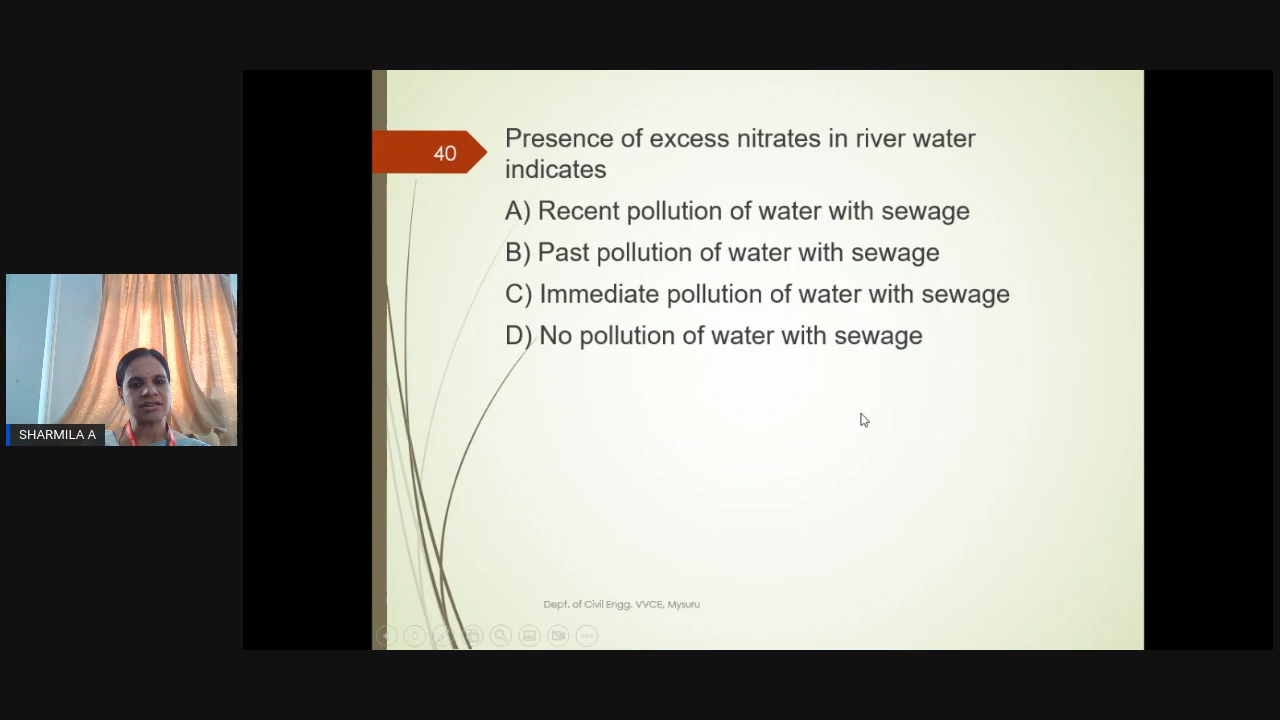 40
Presence of excess nitrates in river water
indicates
A) Recent pollution of water with sewage
B) Past pollution of water with sewage
C) Immediate pollution of water with sewage
D) No pollution of water with sewage
SHARMILA A
Dept. of Civil Engg. VVCE, Mysuru